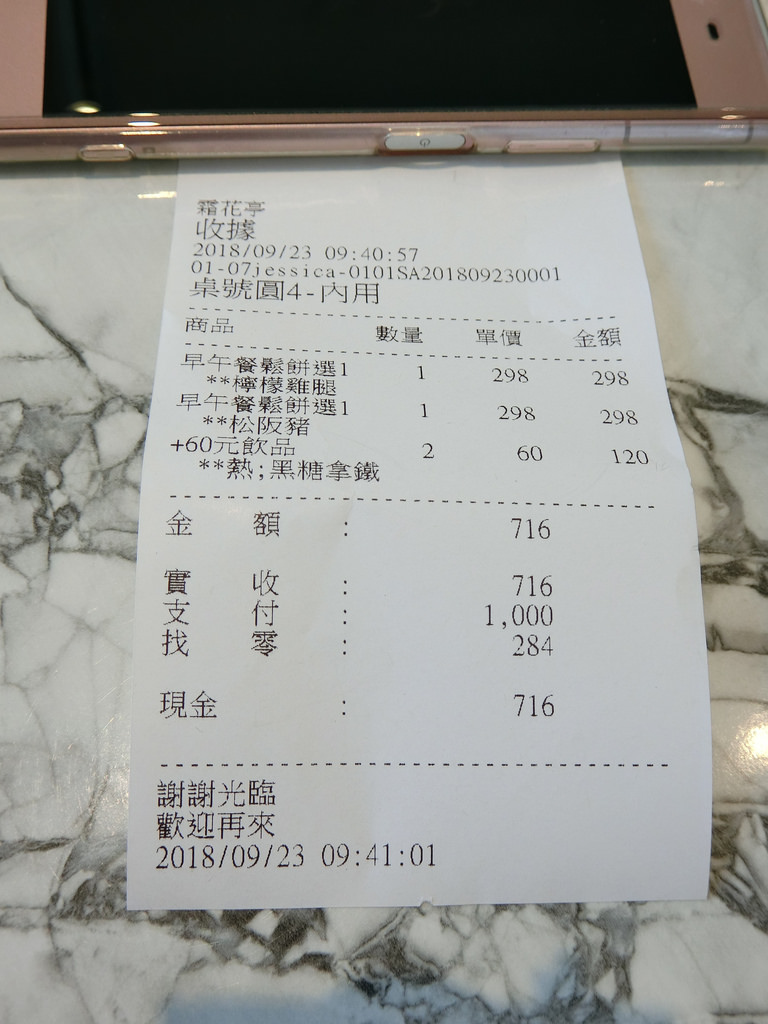 霜花亭
收據
2018/09/23 09:40:57
01-07jessica-0101SA201809230001
桌號圓4-內用
商品 數量 單價 金額
早午餐鬆餅選1 1 298 298
**檸檬雞腿
早午餐鬆餅選1 1 298 298
**松阪豬
+60元飲品 2 60 120
**熱;黑糖拿鐵
金額: 716
實收: 716
支付: 1,000
找零: 284
現金: 716
謝謝光臨
歡迎再來
2018/09/23 09:41:01